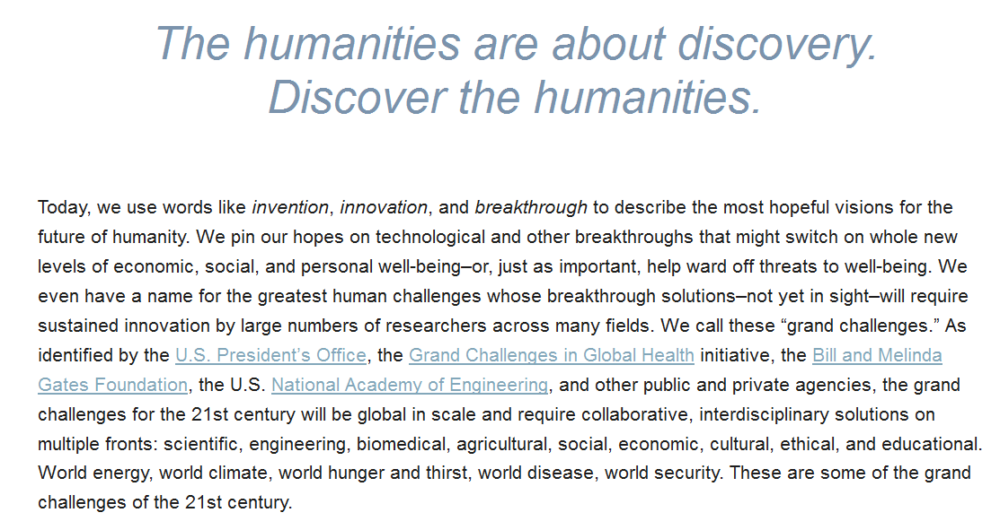 The humanities are about discovery.
Discover the humanities.
Today, we use words like invention, innovation, and breakthrough to describe the most hopeful visions for the
future of humanity. We pin our hopes on technological and other breakthroughs that might switch on whole new
levels of economic, social, and personal well-being–or, just as important, help ward off threats to well-being. We
even have a name for the greatest human challenges whose breakthrough solutions–not yet in sight–will require
sustained innovation by large numbers of researchers across many fields. We call these “grand challenges.” As
identified by the U.S. President’s Office, the Grand Challenges in Global Health initiative, the Bill and Melinda
Gates Foundation, the U.S. National Academy of Engineering, and other public and private agencies, the grand
challenges for the 21st century will be global in scale and require collaborative, interdisciplinary solutions on
multiple fronts: scientific, engineering, biomedical, agricultural, social, economic, cultural, ethical, and educational.
World energy, world climate, world hunger and thirst, world disease, world security. These are some of the grand
challenges of the 21st century.